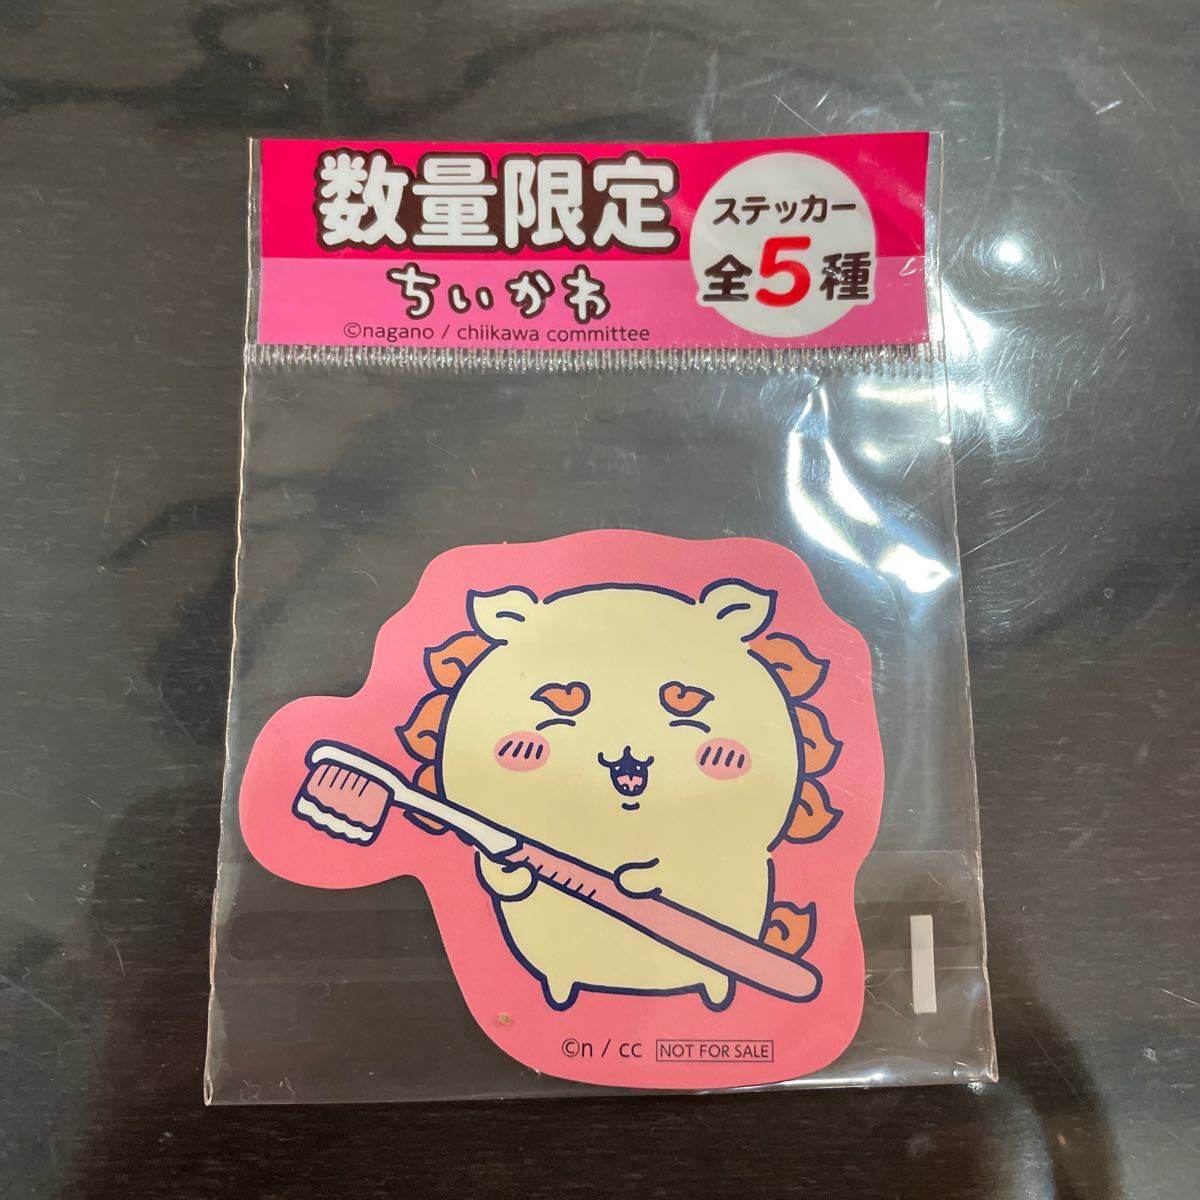 数量限定
ちいかわ
©nagano / chiikawa committee
ステッカー
全5種
©n / cc NOT FOR SALE